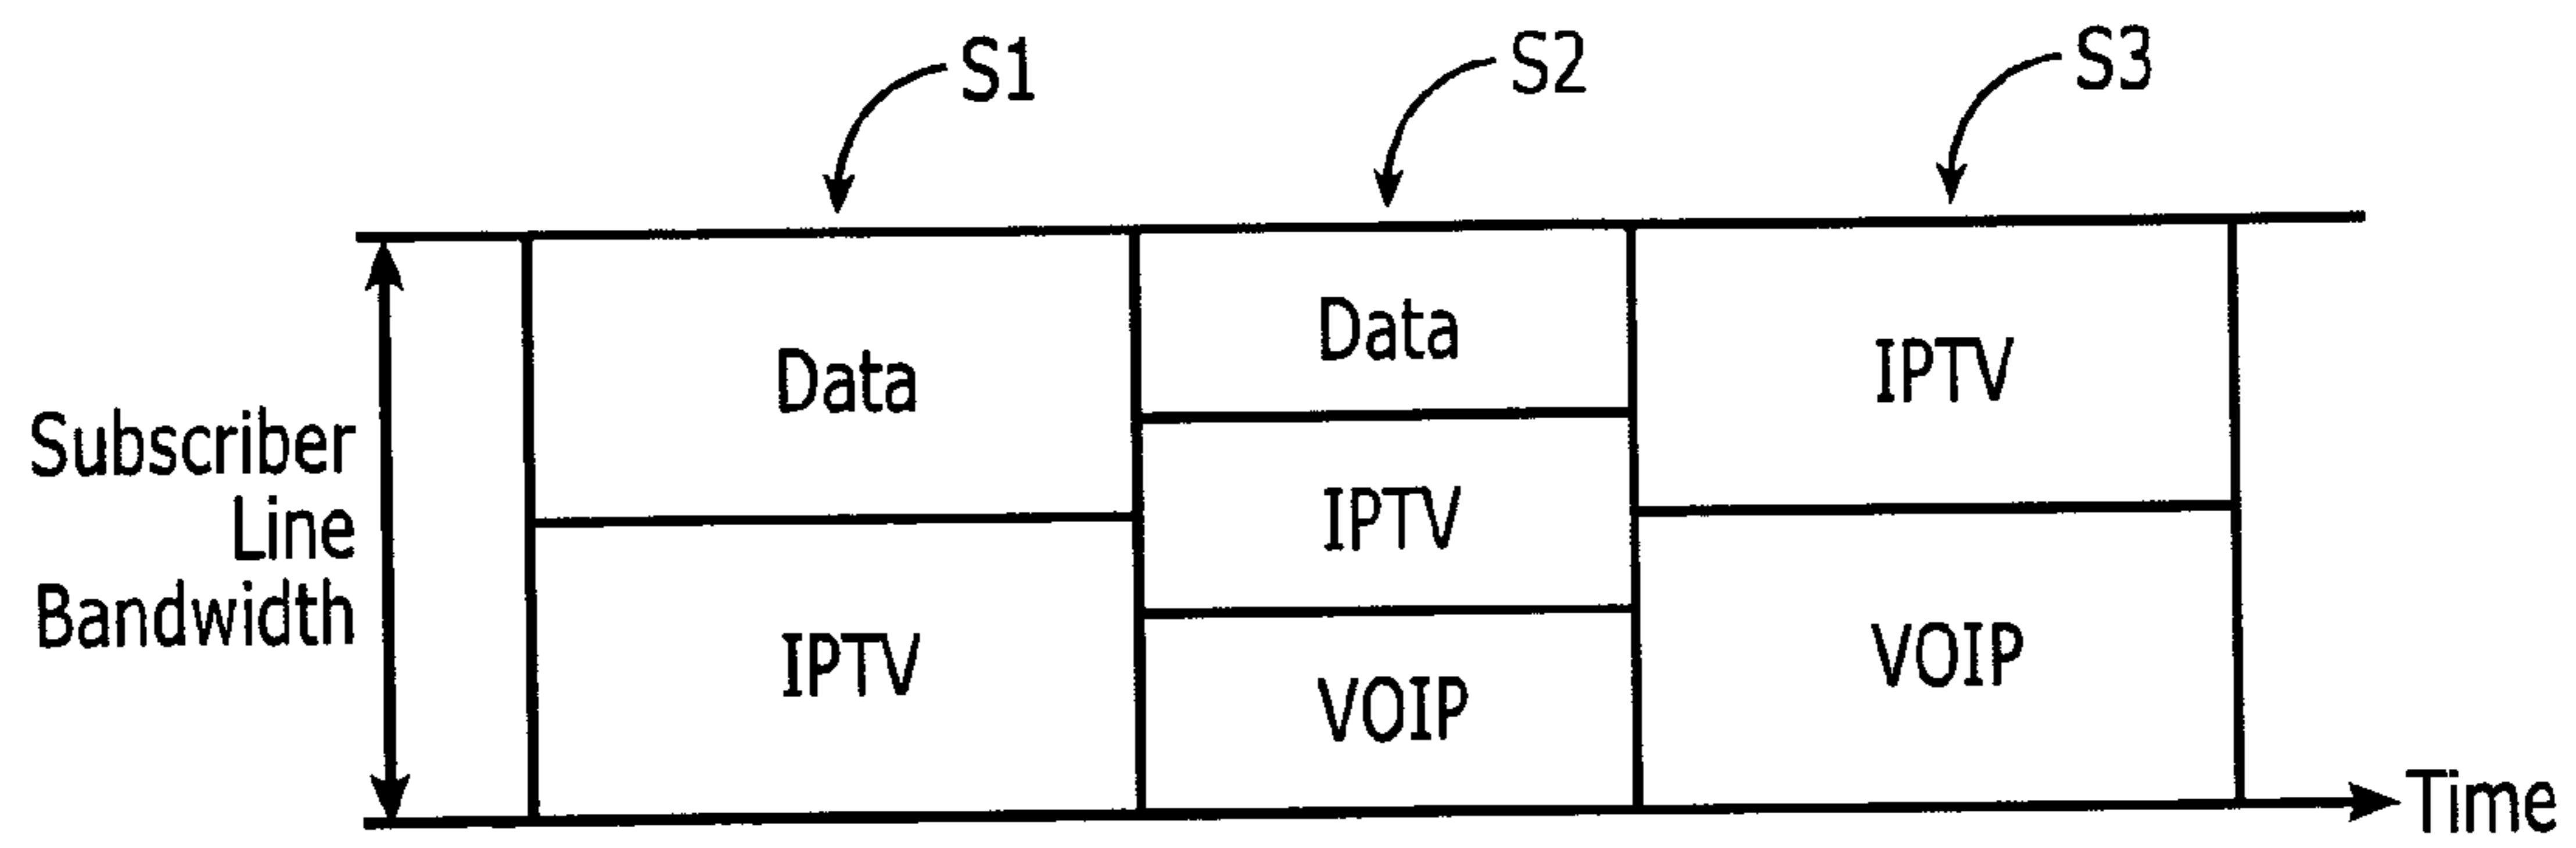 S1
S2
S3
Data
Data
IPTV
Subscriber
Line
Bandwidth
IPTV
IPTV
VOIP
VOIP
Time